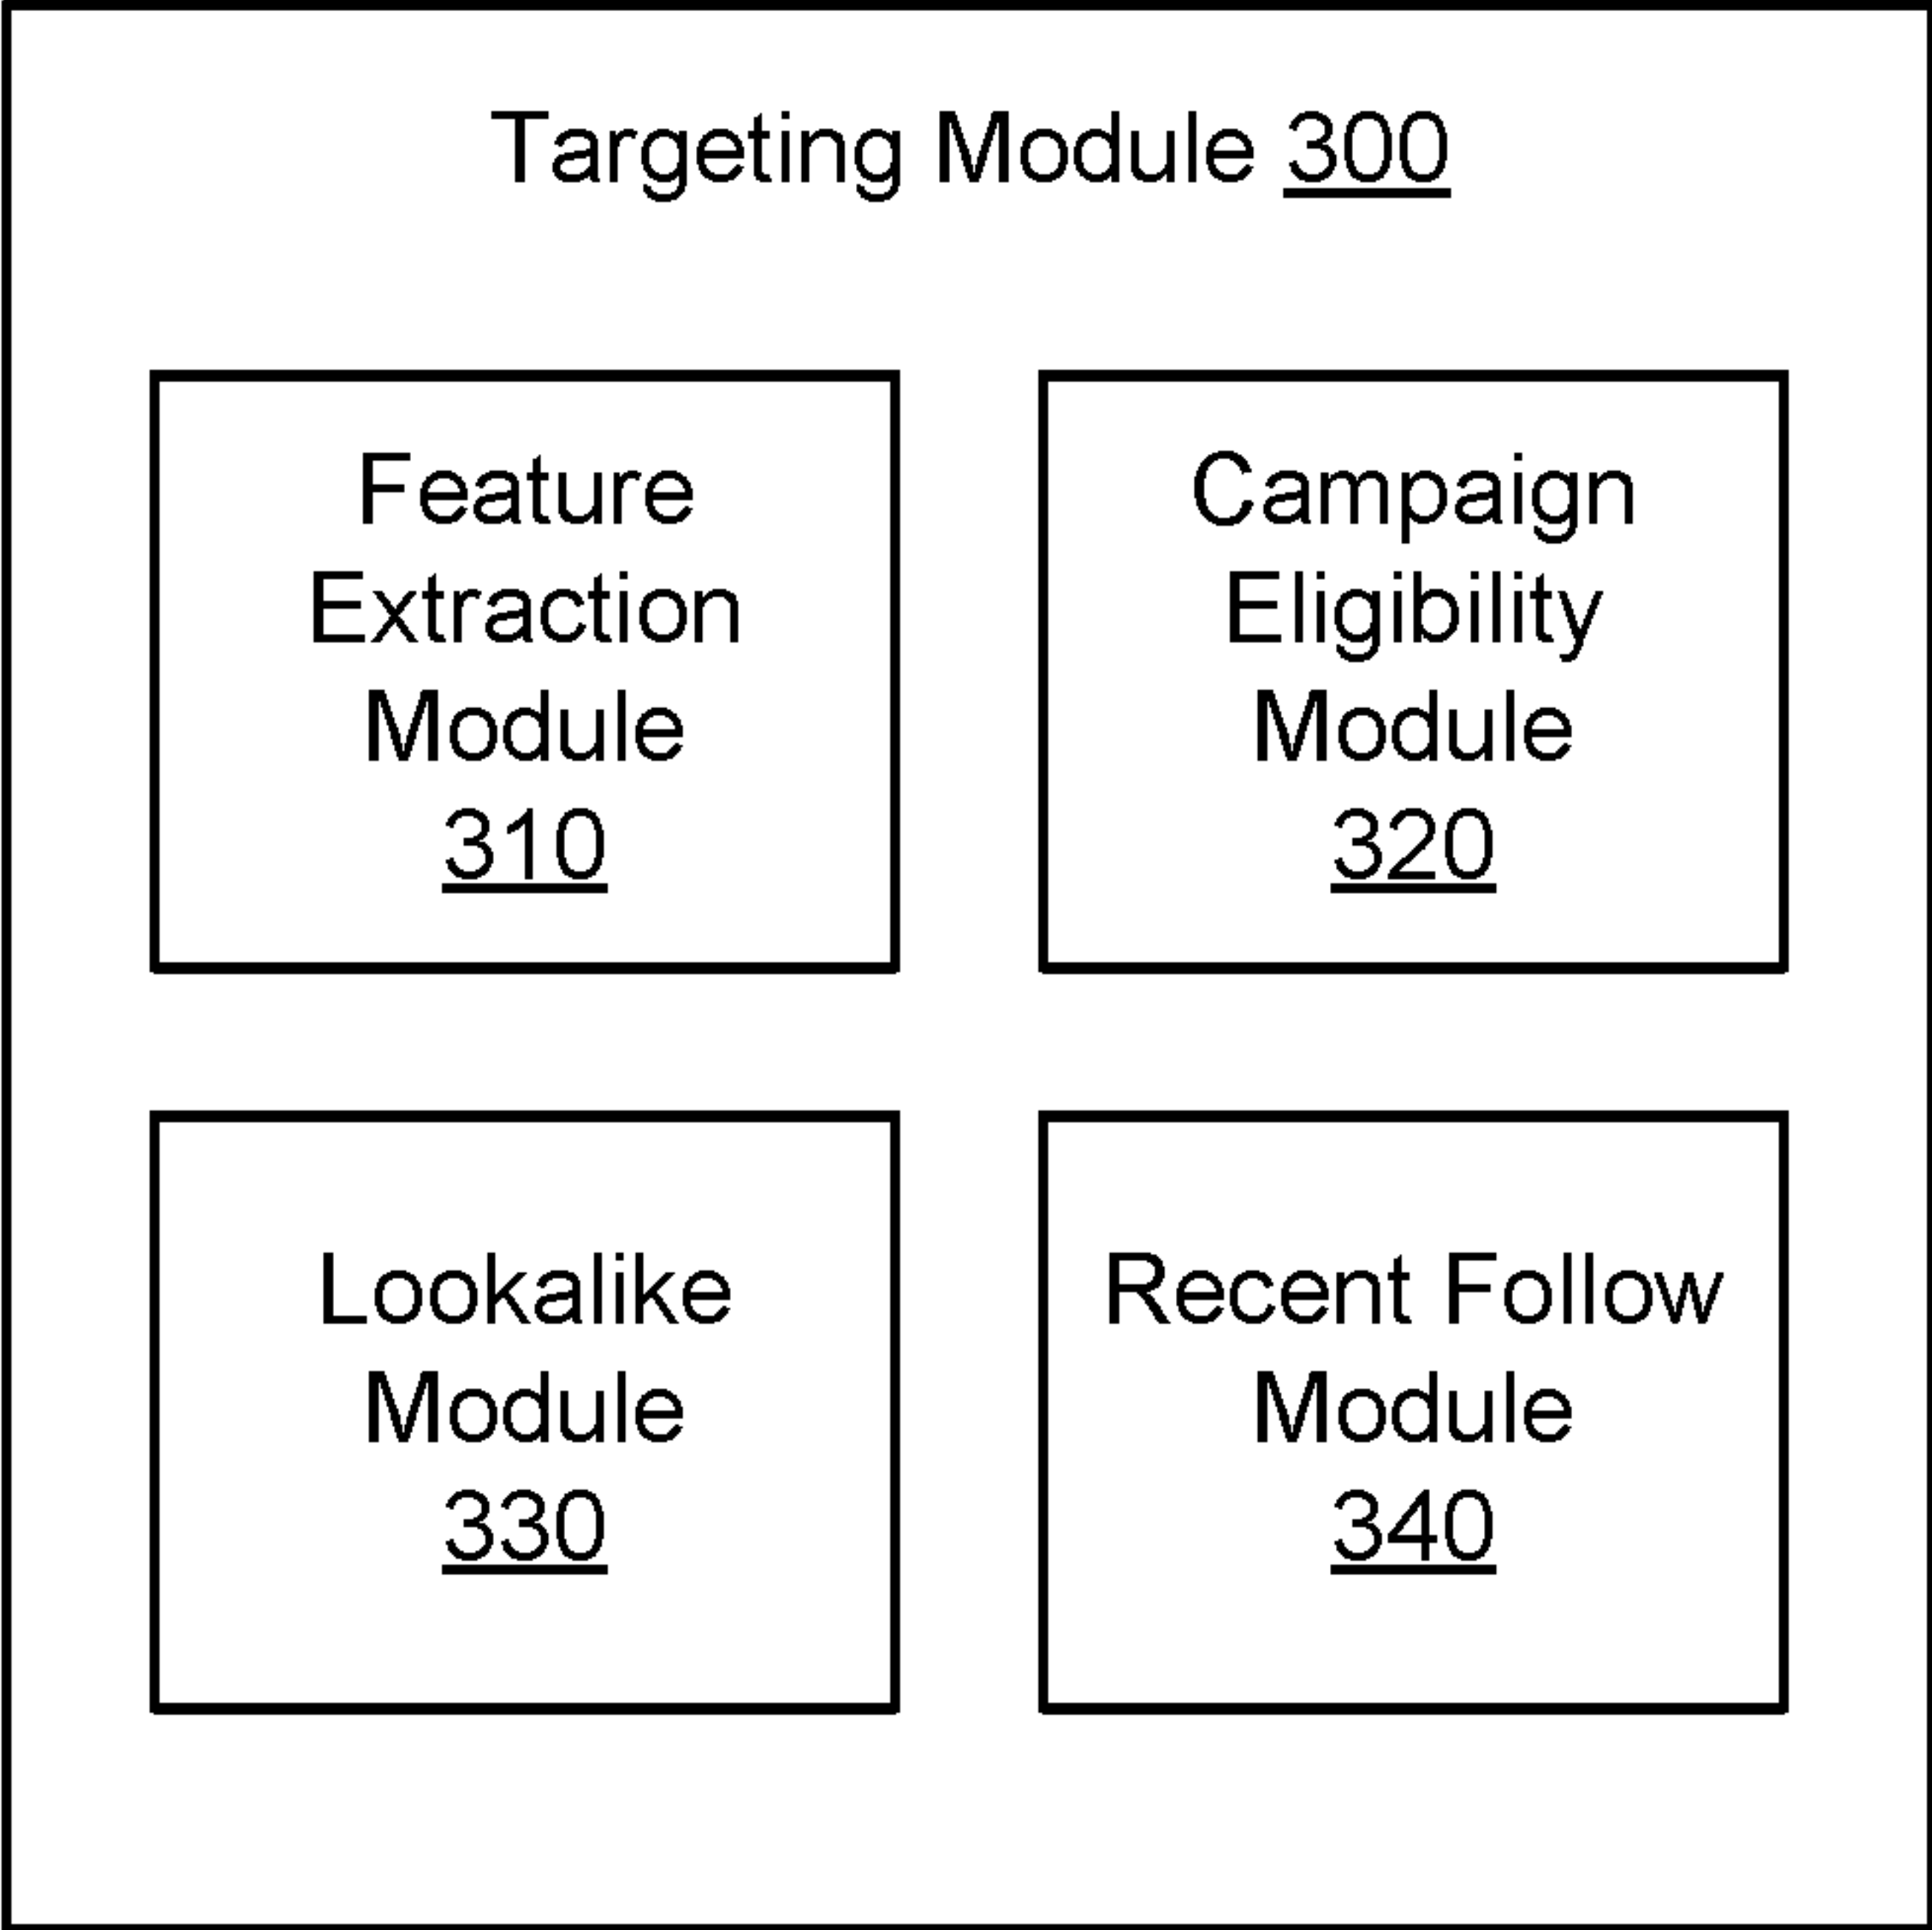 Targeting Module 300
Feature
Extraction
Module
310
Campaign
Eligibility
Module
320
Lookalike
Module
330
Recent Follow
Module
340